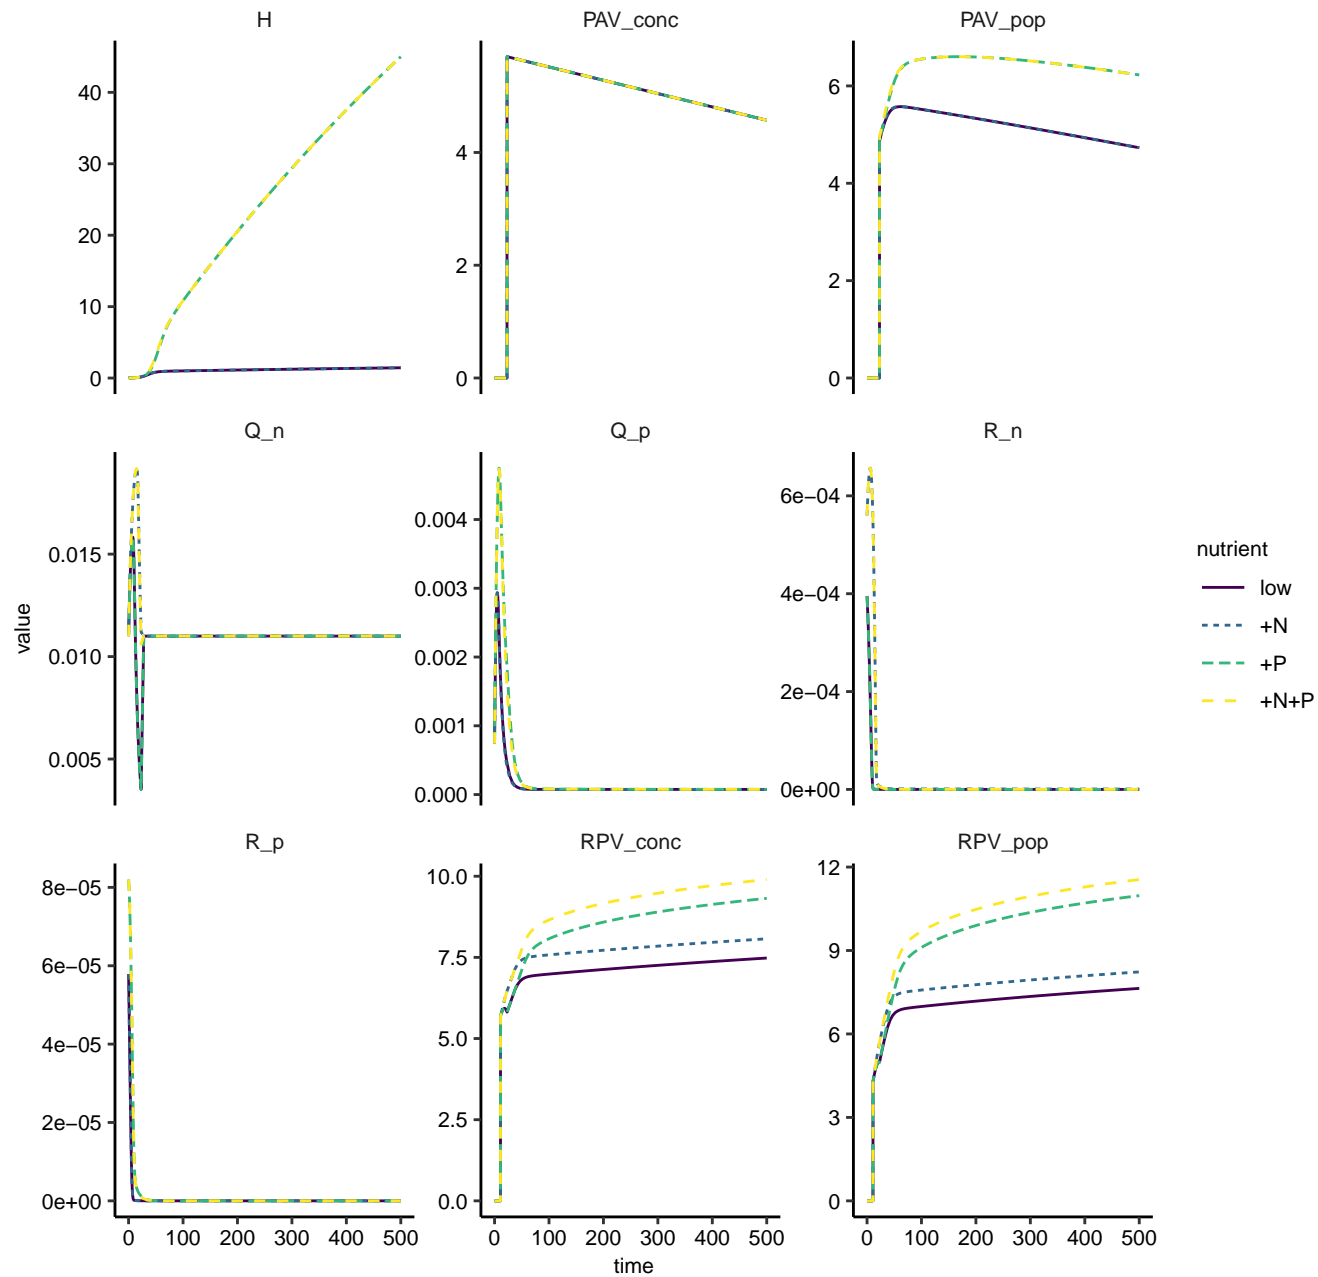 H
PAV_conc
PAV_pop
40
30
20
10
0
4
2
0
6
4
2
0
Q_n
Q_p
R_n
0.015
0.010
0.005
0.004
0.003
0.002
0.001
0.000
6e−04
4e−04
2e−04
0e+00
value
nutrient
low
+N
+P
+N+P
R_p
RPV_conc
RPV_pop
8e−05
6e−05
4e−05
2e−05
0e+00
10.0
7.5
5.0
2.5
0.0
12
9
6
3
0
0 100 200 300 400 500
0 100 200 300 400 500
0 100 200 300 400 500
time